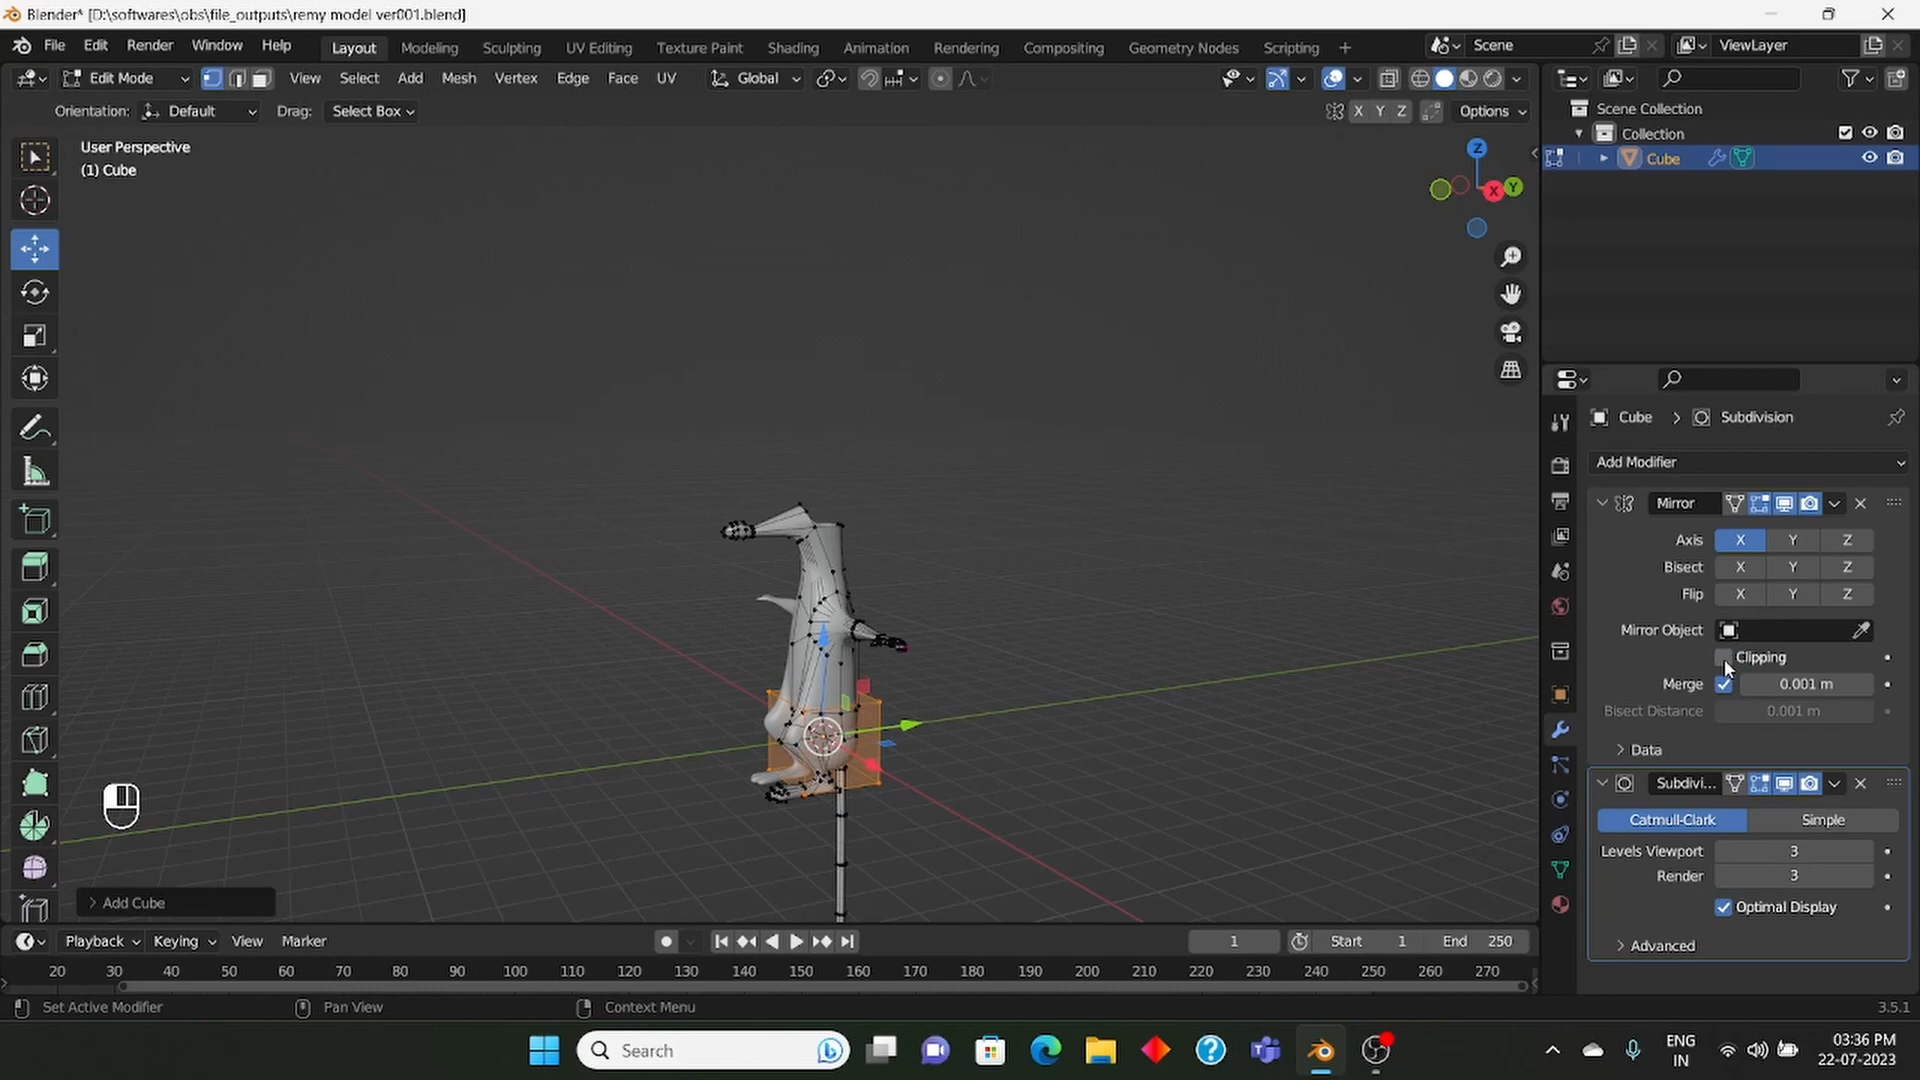 Blender* [D:\softwares\obs\file_outputs\remy model ver001.blend]
File Edit Render Window Help Layout Modeling Sculpting UV Editing Texture Paint Shading Animation Rendering Compositing Geometry Nodes Scripting + Scene ViewLayer
Edit Mode View Select Add Mesh Vertex Edge Face UV Global
Orientation: Default Drag: Select Box X Y Z Options
User Perspective
(1) Cube
Z
X
Y
Scene Collection
Collection
Cube
Cube > Subdivision
Add Modifier
Mirror
Axis X Y Z
Bisect X Y Z
Flip X Y Z
Mirror Object
Clipping
Merge 0.001 m
Bisect Distance 0.001 m
Data
Subdivi...
Catmull-Clark Simple
Levels Viewport 3
Render 3
Optimal Display
Advanced
Add Cube
Playback Keying View Marker 1 Start 1 End 250
20 30 40 50 60 70 80 90 100 110 120 130 140 150 160 170 180 190 200 210 220 230 240 250 260 270
Set Active Modifier Pan View Context Menu 3.5.1
Search
ENG
IN
03:36 PM
22-07-2023